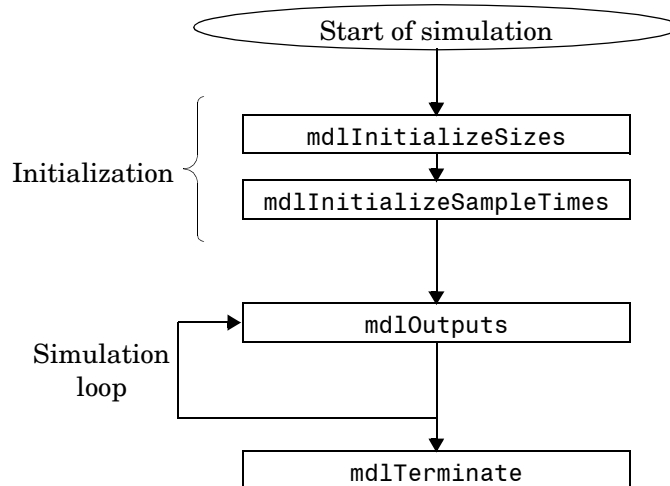 Start of simulation
mdlInitializeSizes
Initialization
mdlInitializeSampleTimes
mdlOutputs
Simulation
loop
mdlTerminate